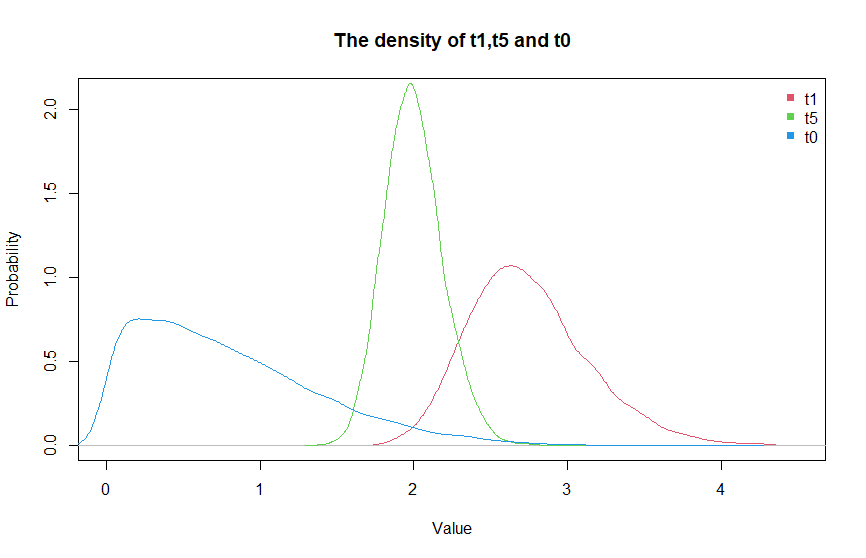 The density of t1,t5 and t0
t1
t5
t0
Probability
2.0
1.5
1.0
0.5
0.0
0 1 2 3 4
Value